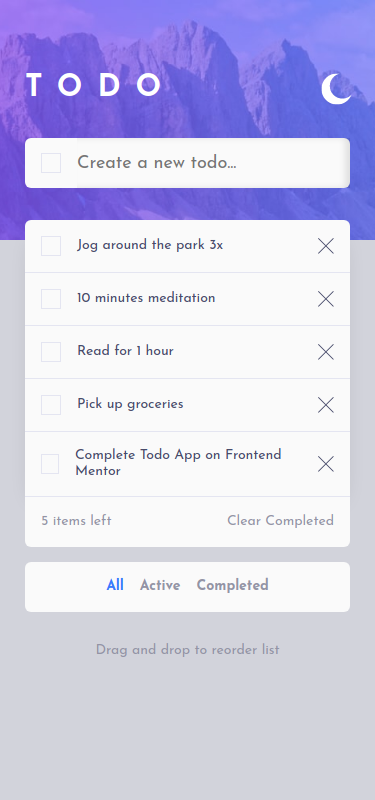 TODO
Create a new todo...
Jog around the park 3x
10 minutes meditation
Read for 1 hour
Pick up groceries
Complete Todo App on Frontend
Mentor
5 items left Clear Completed
All Active Completed
Drag and drop to reorder list